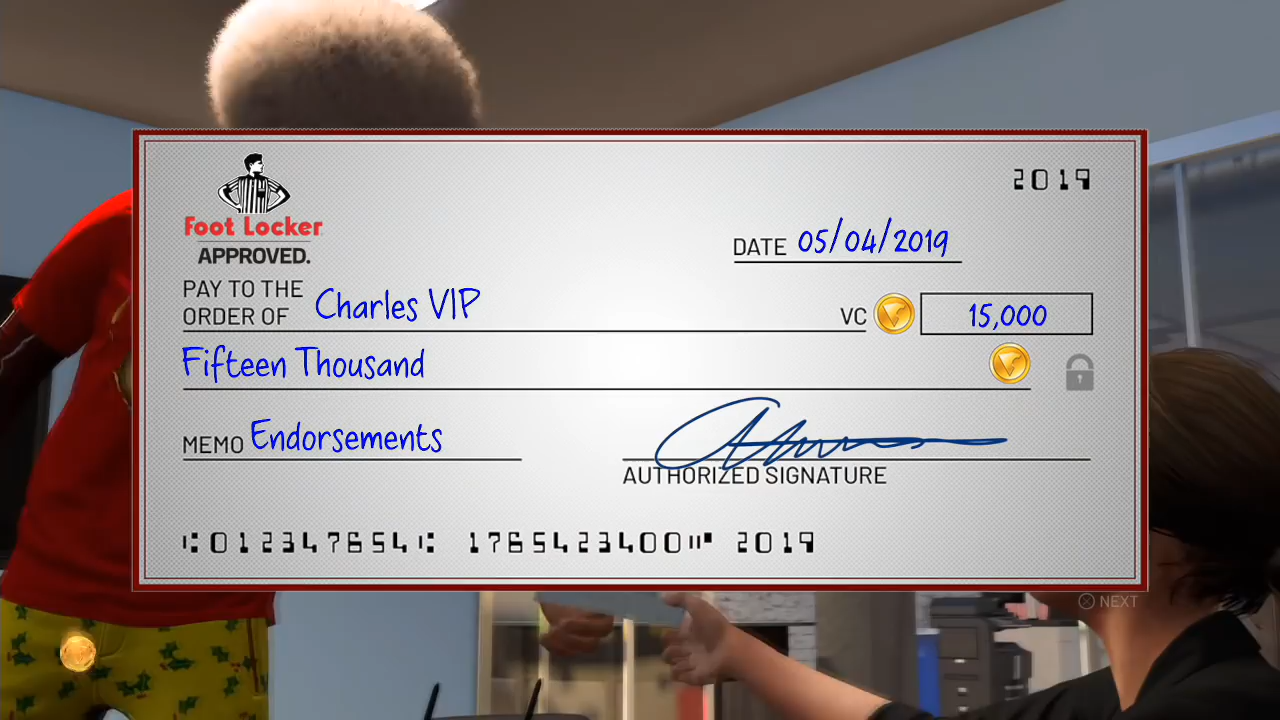 2019
Foot Locker
APPROVED.
DATE 05/04/2019
PAY TO THE
ORDER OF Charles VIP
VC 15,000
Fifteen Thousand
MEMO Endorsements
AUTHORIZED SIGNATURE
⑆012347654⑆ 1765423400⑈ 2019
NEXT